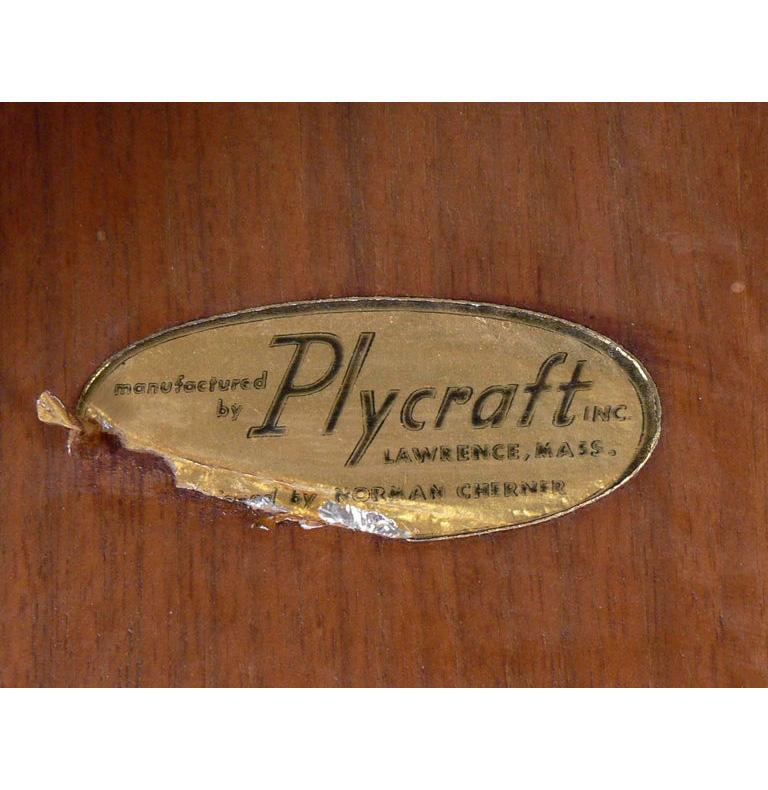 manufactured
by Plycraft INC.
LAWRENCE, MASS.
by NORMAN CHERNER